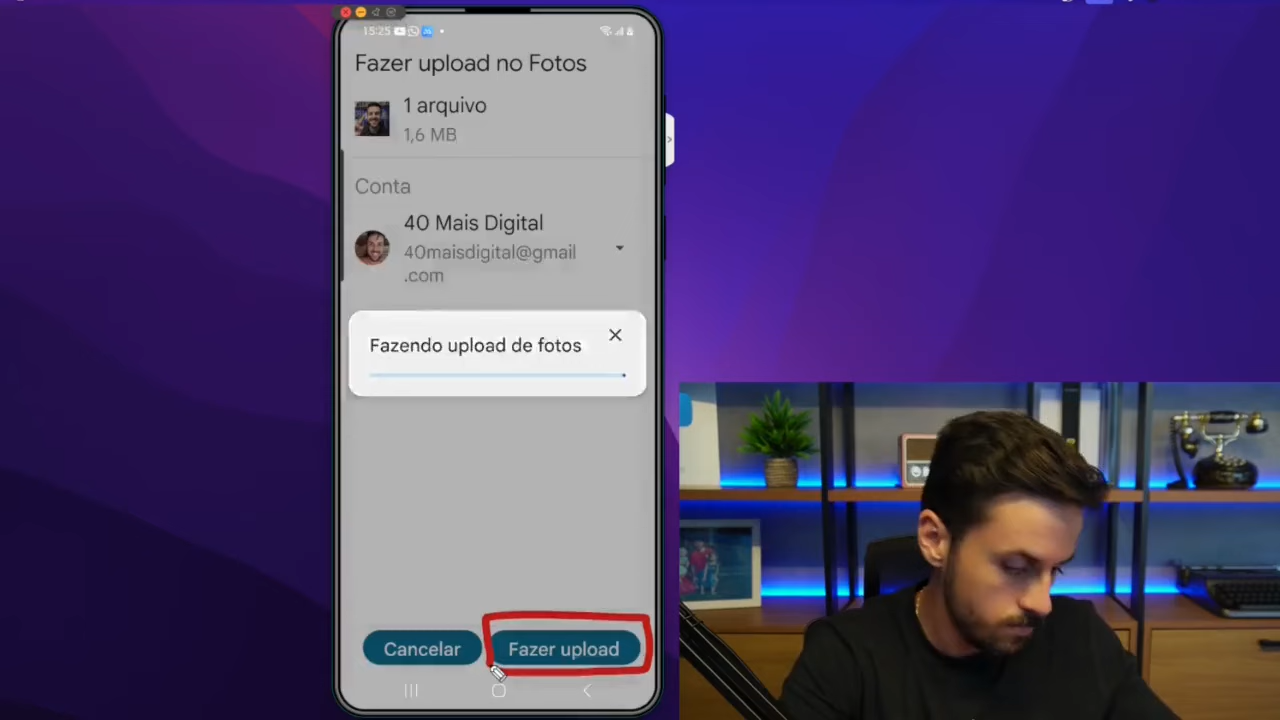 15:25
Fazer upload no Fotos
1 arquivo
1,6 MB
Conta
40 Mais Digital
40maisdigital@gmail
.com
Fazendo upload de fotos
Cancelar
Fazer upload